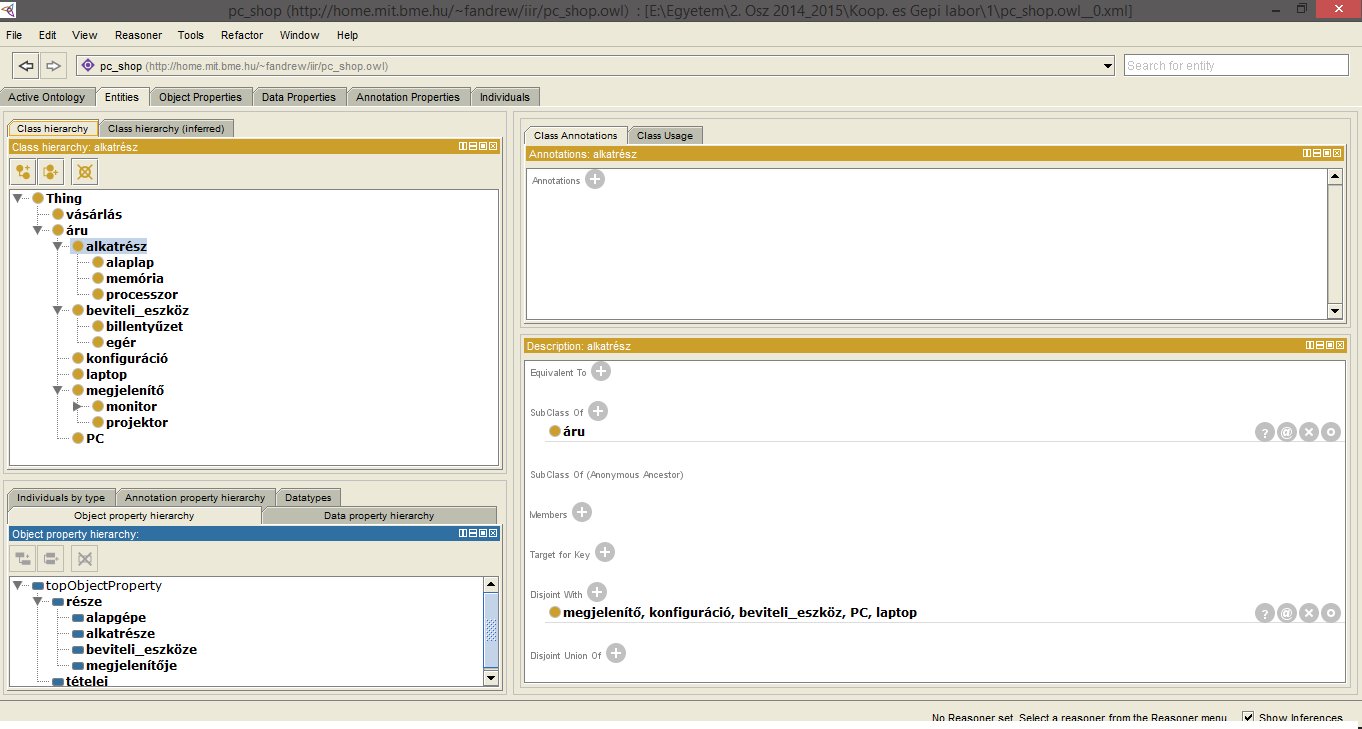 pc_shop (http://home.mit.bme.hu/~fandrew/iir/pc_shop.owl) : [E:\Egyetem\2. Osz 2014_2015\Koop. es Gepi labor\1\pc_shop.owl__0.xml]
File Edit View Reasoner Tools Refactor Window Help
pc_shop (http://home.mit.bme.hu/~fandrew/iir/pc_shop.owl)
Search for entity
Active Ontology Entities Object Properties Data Properties Annotation Properties Individuals
Class hierarchy Class hierarchy (inferred)
Class hierarchy: alkatrész
Thing
vásárlás
áru
alkatrész
alaplap
memória
processzor
beviteli_eszköz
billentyűzet
egér
konfiguráció
laptop
megjelenítő
monitor
projektor
PC
Individuals by type Annotation property hierarchy Datatypes
Object property hierarchy Data property hierarchy
Object property hierarchy:
topObjectProperty
része
alapgépe
alkatrésze
beviteli_eszköze
megjelenítője
tételei
Class Annotations Class Usage
Annotations: alkatrész
Annotations
Description: alkatrész
Equivalent To
SubClass Of
áru
SubClass Of (Anonymous Ancestor)
Members
Target for Key
Disjoint With
megjelenítő, konfiguráció, beviteli_eszköz, PC, laptop
Disjoint Union Of
No Reasoner set. Select a reasoner from the Reasoner menu Show Inferences